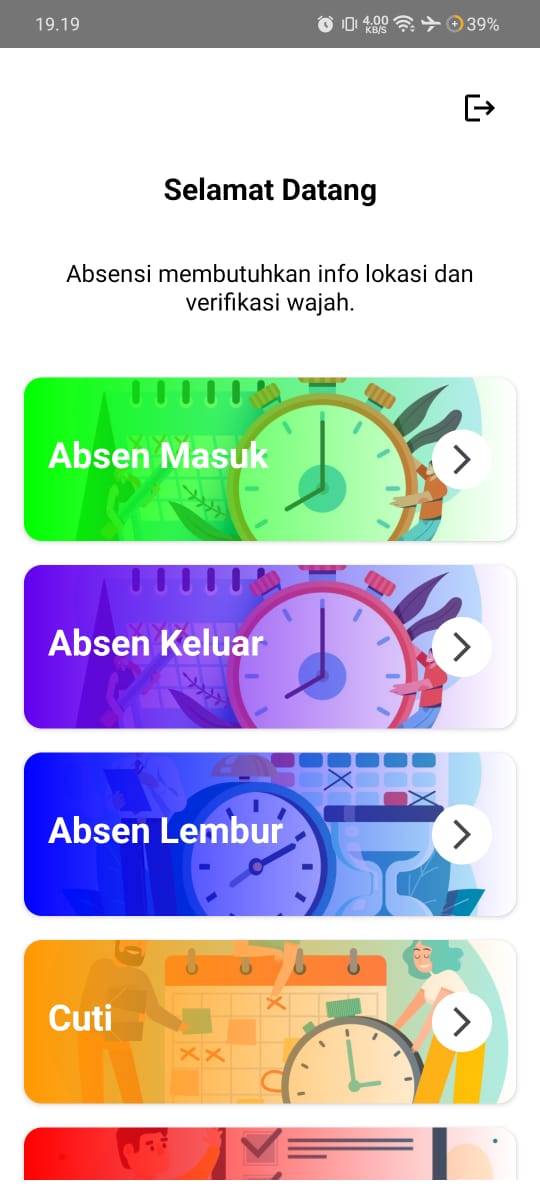 19.19
4.00
KB/S
39%
Selamat Datang
Absensi membutuhkan info lokasi dan
verifikasi wajah.
Absen Masuk
Absen Keluar
Absen Lembur
Cuti